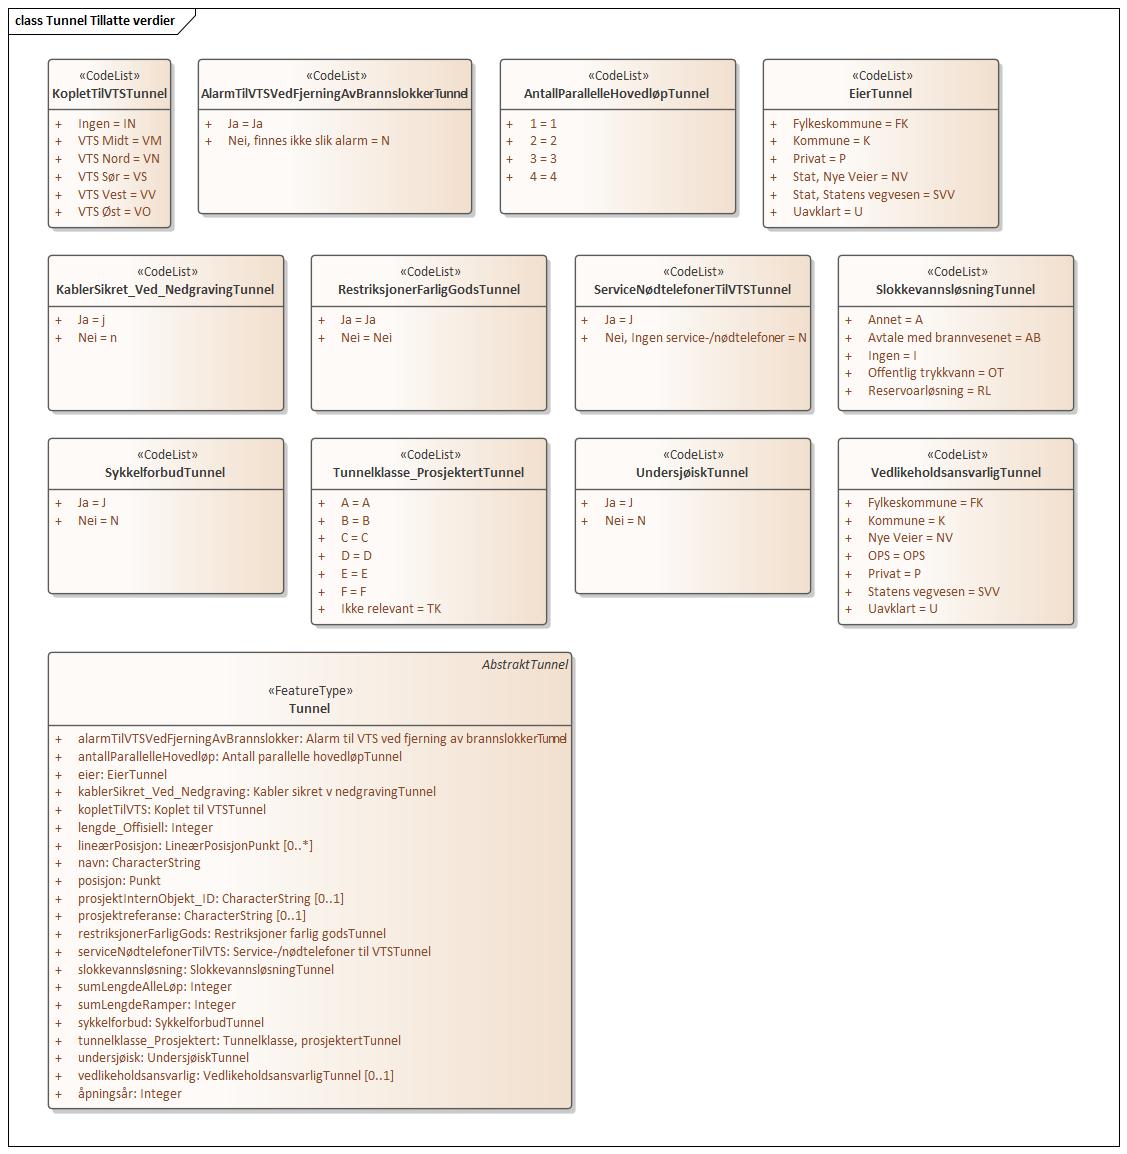 class Tunnel Tillatte verdier
«CodeList»
KopletTilVTSTunnel
+ Ingen = IN
+ VTS Midt = VM
+ VTS Nord = VN
+ VTS Sør = VS
+ VTS Vest = VV
+ VTS Øst = VO
«CodeList»
AlarmTilVTSVedFjerningAvBrannslokkerTunnel
+ Ja = Ja
+ Nei, finnes ikke slik alarm = N
«CodeList»
AntallParallelleHovedløpTunnel
+ 1 = 1
+ 2 = 2
+ 3 = 3
+ 4 = 4
«CodeList»
EierTunnel
+ Fylkeskommune = FK
+ Kommune = K
+ Privat = P
+ Stat, Nye Veier = NV
+ Stat, Statens vegvesen = SVV
+ Uavklart = U
«CodeList»
KablerSikret_Ved_NedgravingTunnel
+ Ja = j
+ Nei = n
«CodeList»
RestriksjonerFarligGodsTunnel
+ Ja = Ja
+ Nei = Nei
«CodeList»
ServiceNødtelefonerTilVTSTunnel
+ Ja = J
+ Nei, Ingen service-/nødtelefoner = N
«CodeList»
SlokkevannsløsningTunnel
+ Annet = A
+ Avtale med brannvesenet = AB
+ Ingen = I
+ Offentlig trykkvann = OT
+ Reservoarløsning = RL
«CodeList»
SykkelforbudTunnel
+ Ja = J
+ Nei = N
«CodeList»
Tunnelklasse_ProsjektertTunnel
+ A = A
+ B = B
+ C = C
+ D = D
+ E = E
+ F = F
+ Ikke relevant = TK
«CodeList»
UndersjøiskTunnel
+ Ja = J
+ Nei = N
«CodeList»
VedlikeholdsansvarligTunnel
+ Fylkeskommune = FK
+ Kommune = K
+ Nye Veier = NV
+ OPS = OPS
+ Privat = P
+ Statens vegvesen = SVV
+ Uavklart = U
AbstraktTunnel
«FeatureType»
Tunnel
+ alarmTilVTSVedFjerningAvBrannslokker: Alarm til VTS ved fjerning av brannslokkerTunnel
+ antallParallelleHovedløp: Antall parallelle hovedløpTunnel
+ eier: EierTunnel
+ kablerSikret_Ved_Nedgraving: Kabler sikret v nedgravingTunnel
+ kopletTilVTS: Koplet til VTSTunnel
+ lengde_Offisiell: Integer
+ lineærPosisjon: LineærPosisjonPunkt [0..*]
+ navn: CharacterString
+ posisjon: Punkt
+ prosjektInternObjekt_ID: CharacterString [0..1]
+ prosjektreferanse: CharacterString [0..1]
+ restriksjonerFarligGods: Restriksjoner farlig godsTunnel
+ serviceNødtelefonerTilVTS: Service-/nødtelefoner til VTSTunnel
+ slokkevannsløsning: SlokkevannsløsningTunnel
+ sumLengdeAlleLøp: Integer
+ sumLengdeRamper: Integer
+ sykkelforbud: SykkelforbudTunnel
+ tunnelklasse_Prosjektert: Tunnelklasse, prosjektertTunnel
+ undersjøisk: UndersjøiskTunnel
+ vedlikeholdsansvarlig: VedlikeholdsansvarligTunnel [0..1]
+ åpningsår: Integer